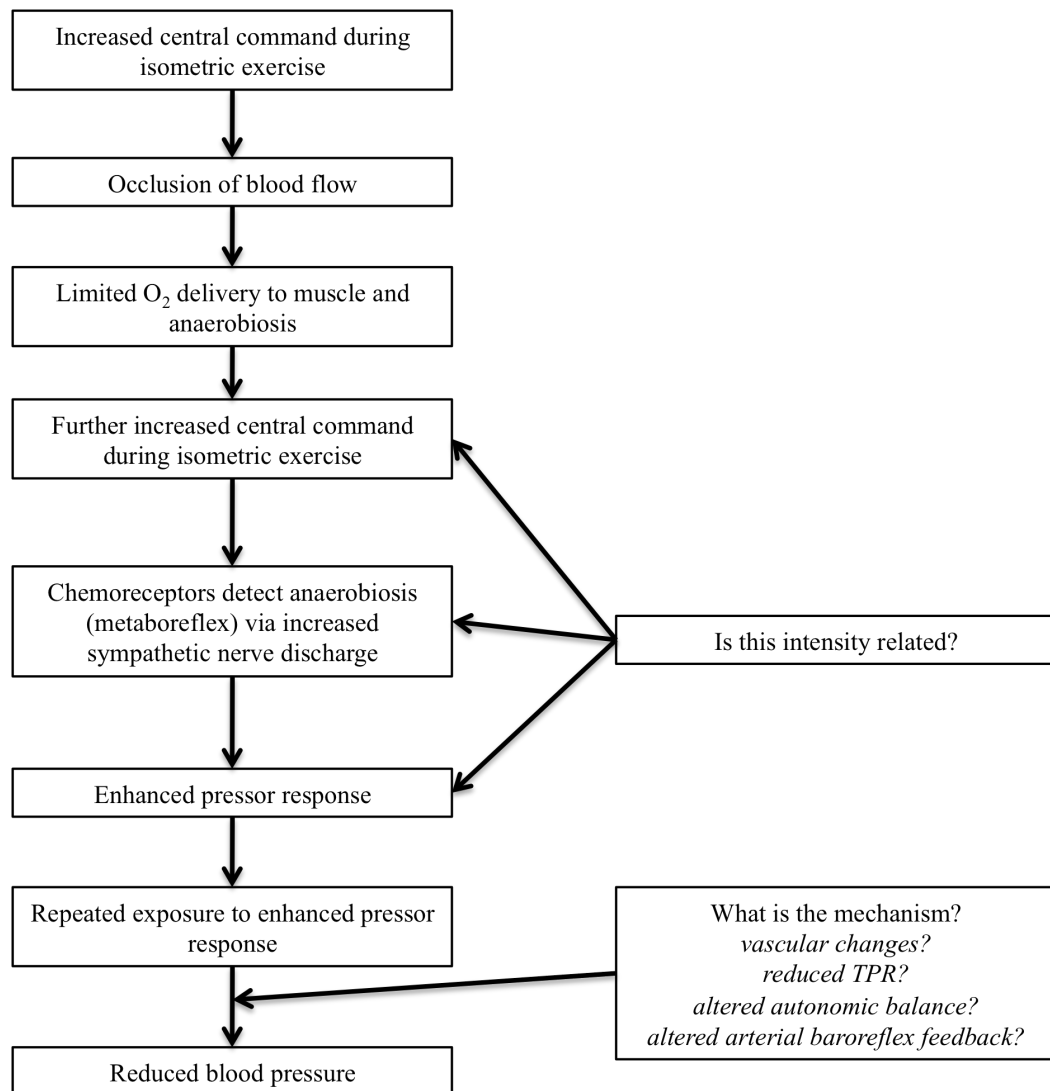 Increased central command during
isometric exercise
Occlusion of blood flow
Limited O₂ delivery to muscle and
anaerobiosis
Further increased central command
during isometric exercise
Chemoreceptors detect anaerobiosis
(metaboreflex) via increased
sympathetic nerve discharge
Is this intensity related?
Enhanced pressor response
Repeated exposure to enhanced pressor
response
What is the mechanism?
vascular changes?
reduced TPR?
altered autonomic balance?
altered arterial baroreflex feedback?
Reduced blood pressure